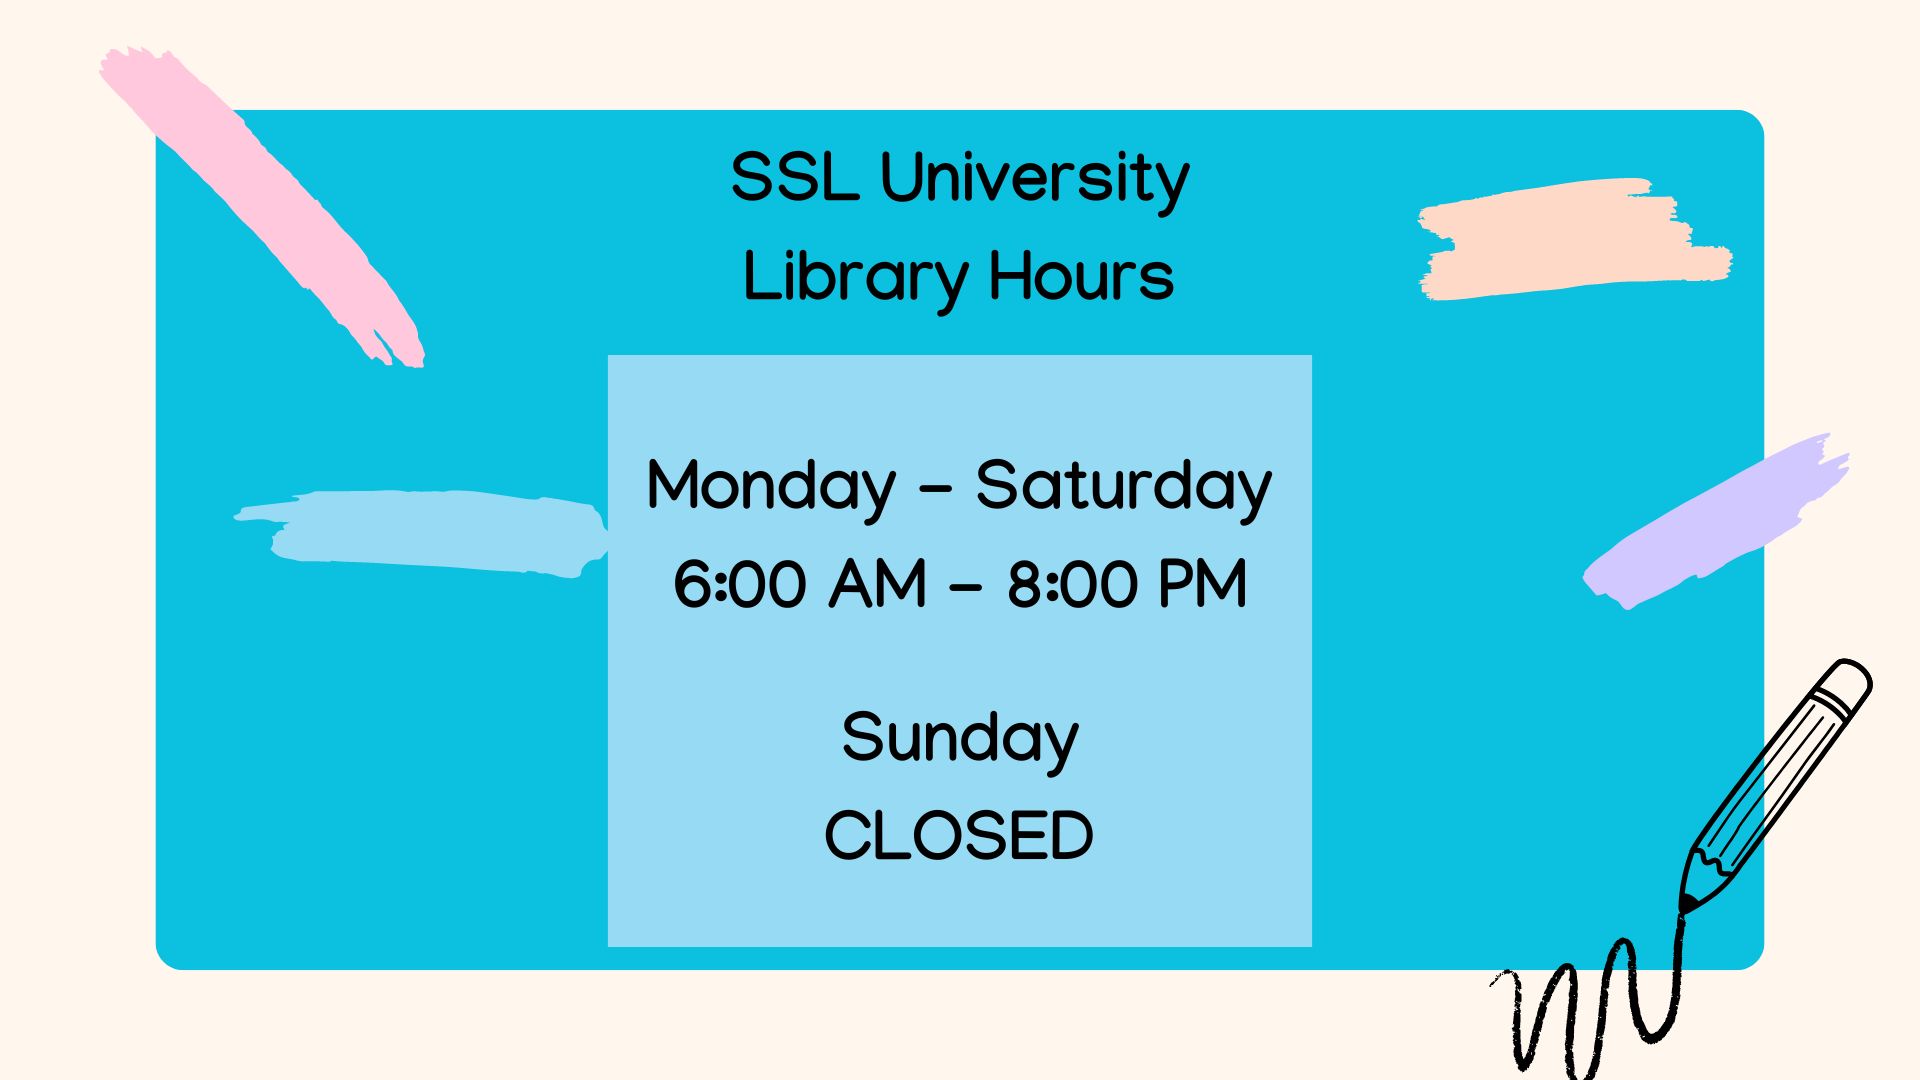 SSL University
Library Hours
Monday - Saturday
6:00 AM - 8:00 PM
Sunday
CLOSED